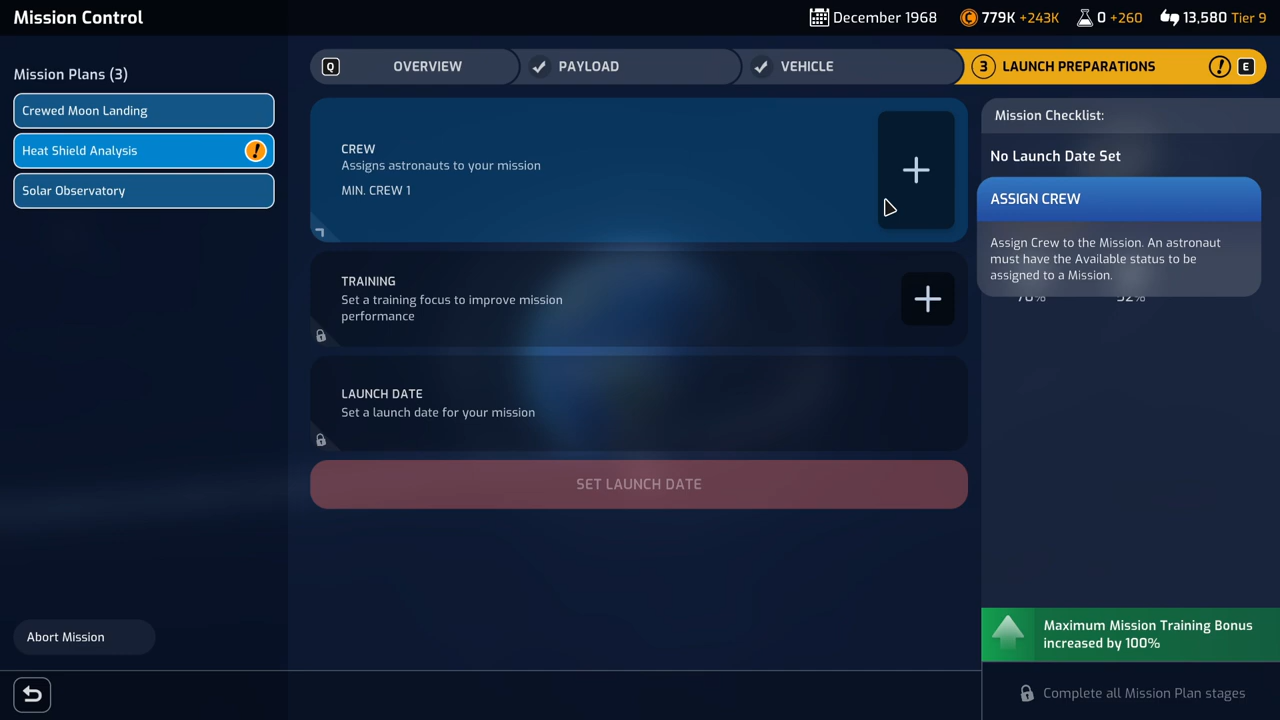 Mission Control
December 1968
779K +243K
0 +260
13,580 Tier 9
Mission Plans (3)
Crewed Moon Landing
Heat Shield Analysis
Solar Observatory
Q
OVERVIEW
PAYLOAD
VEHICLE
3 LAUNCH PREPARATIONS
E
CREW
Assigns astronauts to your mission
MIN. CREW 1
TRAINING
Set a training focus to improve mission
performance
LAUNCH DATE
Set a launch date for your mission
SET LAUNCH DATE
Mission Checklist:
No Launch Date Set
ASSIGN CREW
Assign Crew to the Mission. An astronaut
must have the Available status to be
assigned to a Mission.
Maximum Mission Training Bonus
increased by 100%
Complete all Mission Plan stages
Abort Mission